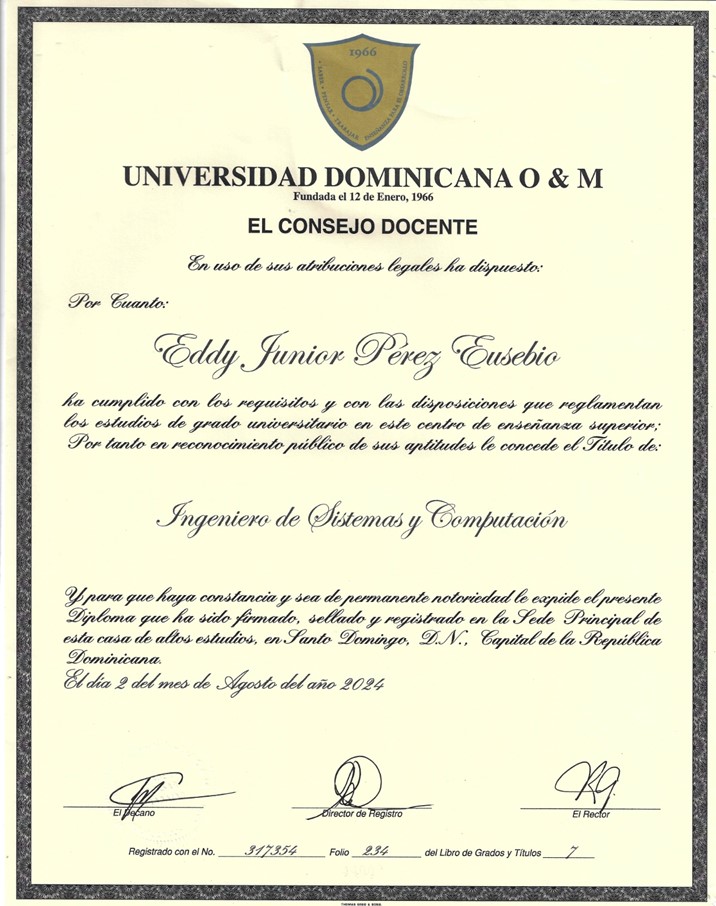 1966
SABER • PENSAR • TRABAJAR
UNIVERSIDAD DOMINICANA O & M
Fundada el 12 de Enero, 1966
EL CONSEJO DOCENTE
En uso de sus atribuciones legales ha dispuesto:
Por Cuanto:
Eddy Junior Pérez Eusebio
ha cumplido con los requisitos y con las disposiciones que reglamentan
los estudios de grado universitario en este centro de enseñanza superior;
Por tanto en reconocimiento público de sus aptitudes le concede el Título de:
Ingeniero de Sistemas y Computación
Y para que haya constancia y sea de permanente notoriedad le expide el presente
Diploma que ha sido firmado, sellado y registrado en la Sede Principal de
esta casa de altos estudios, en Santo Domingo, D.N., Capital de la República
Dominicana.
El día 2 del mes de Agosto del año 2024
El Decano Director de Registro El Rector
Registrado con el No. 317354 Folio 234 del Libro de Grados y Títulos 7